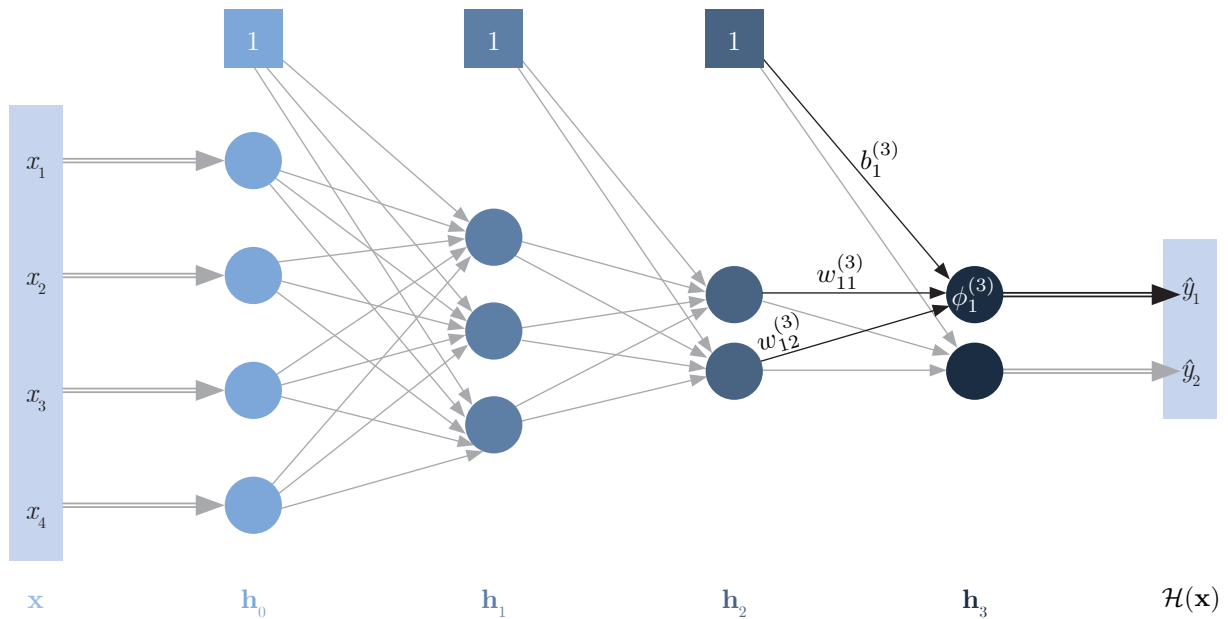 1 1 1
x₁
x₂
x₃
x₄
b₁⁽³⁾
w₁₁⁽³⁾
w₁₂⁽³⁾
ϕ₁⁽³⁾
ŷ₁
ŷ₂
x h₀ h₁ h₂ h₃ ℋ(x)